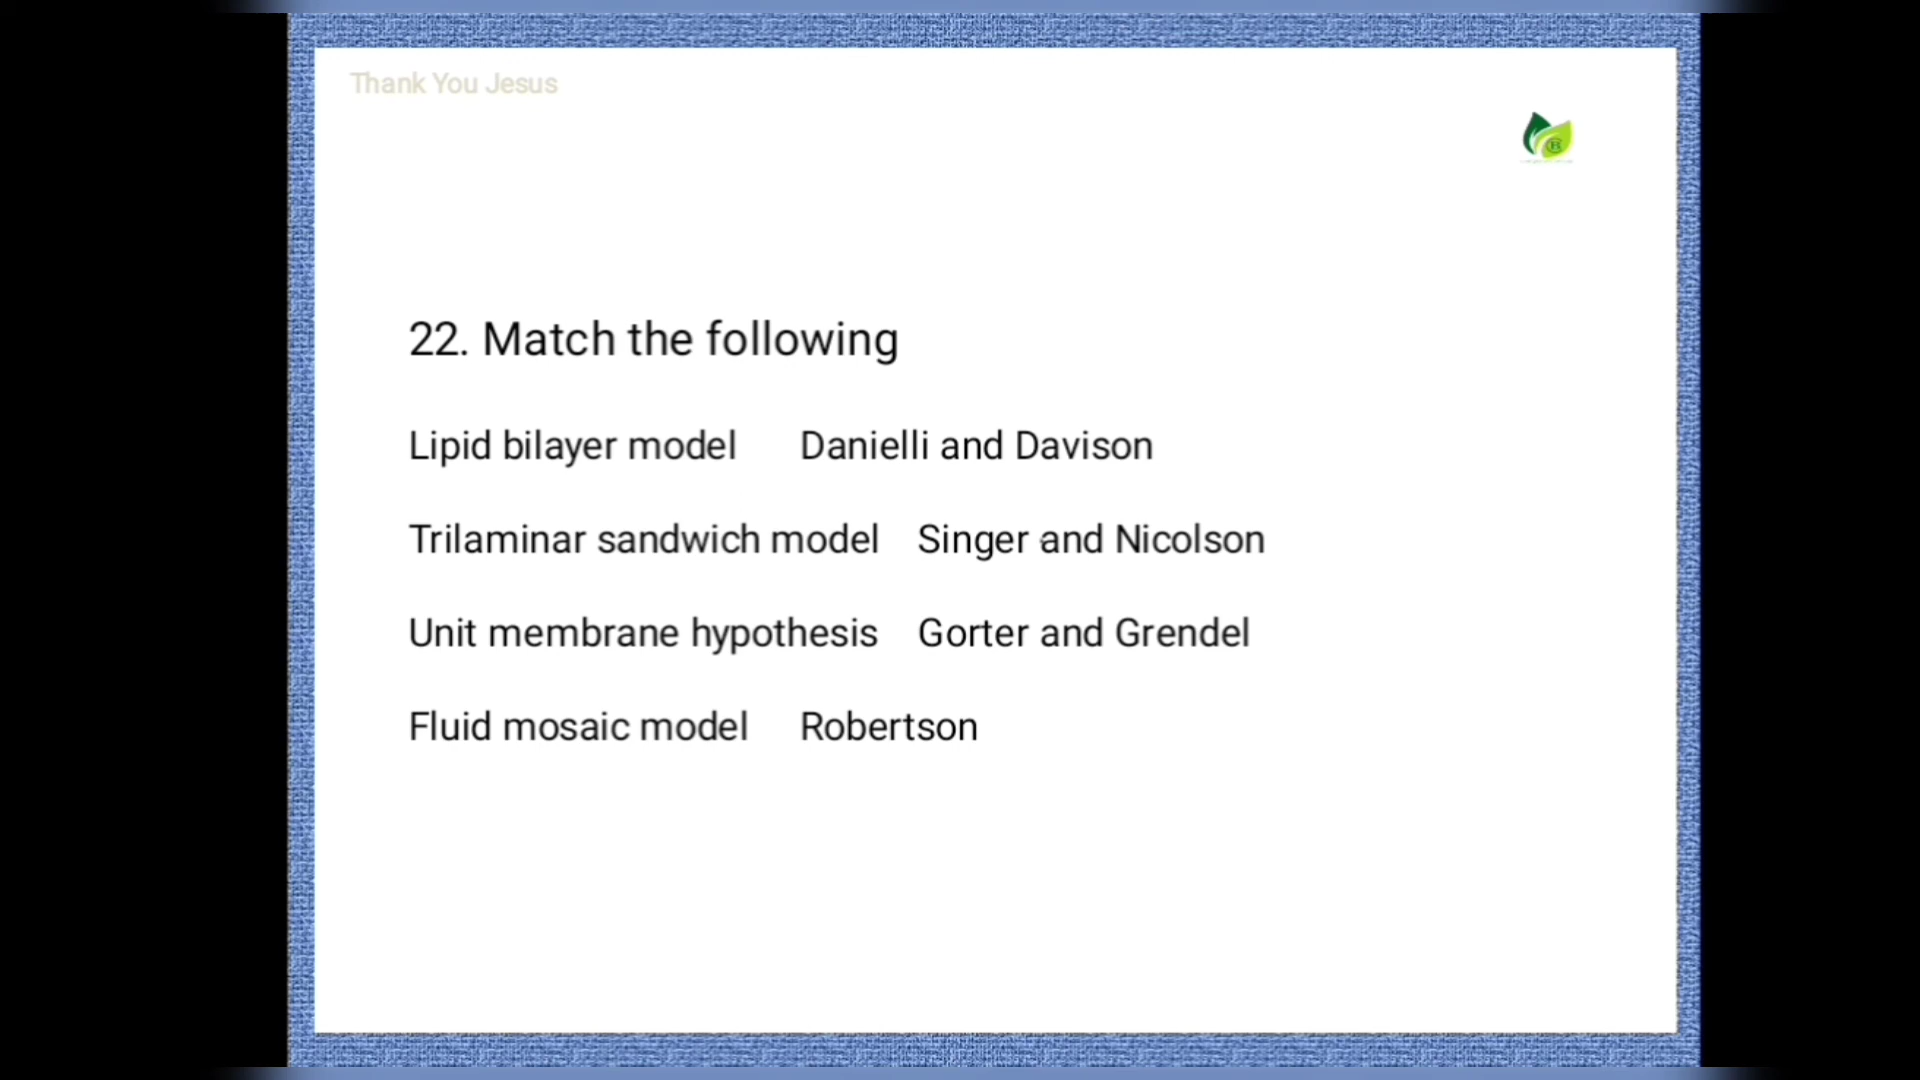 Thank You Jesus
22. Match the following
Lipid bilayer model Danielli and Davison
Trilaminar sandwich model Singer and Nicolson
Unit membrane hypothesis Gorter and Grendel
Fluid mosaic model Robertson